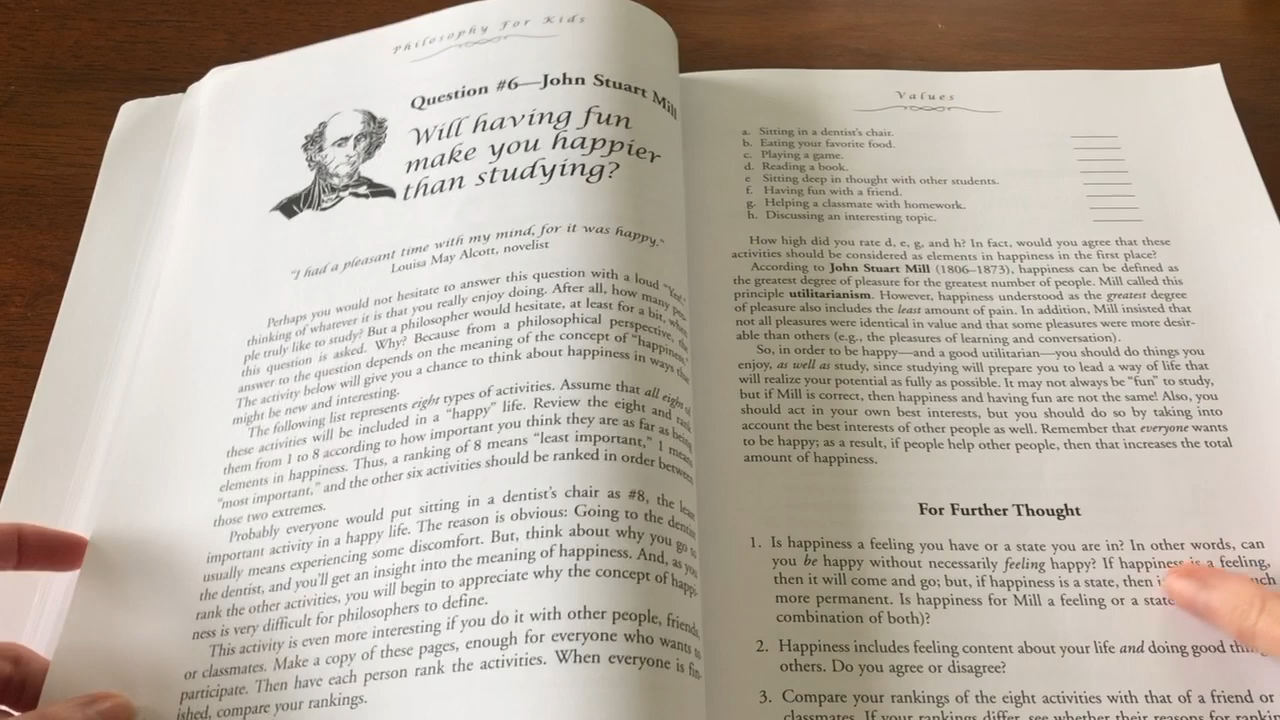 Philosophy For Kids
Question #6—John Stuart Mill
Will having fun
make you happier
than studying?
"I had a pleasant time with my mind, for it was happy."
Louisa May Alcott, novelist
Perhaps you would not hesitate to answer this question with a loud "Yes!"
thinking of whatever it is that you really enjoy doing. After all, how many peo-
ple truly like to study? But a philosopher would hesitate, at least for a bit, when
this question is asked. Why? Because from a philosophical perspective, the
answer to the question depends on the meaning of the concept of "happiness."
The activity below will give you a chance to think about happiness in ways that
might be new and interesting.
The following list represents eight types of activities. Assume that all eight of
these activities will be included in a "happy" life. Review the eight and rank
them from 1 to 8 according to how important you think they are as far as being
elements in happiness. Thus, a ranking of 8 means "least important," 1 means
"most important," and the other six activities should be ranked in order between
those two extremes.
Probably everyone would put sitting in a dentist's chair as #8, the least
important activity in a happy life. The reason is obvious: Going to the dentist
usually means experiencing some discomfort. But, think about why you go to
the dentist, and you'll get an insight into the meaning of happiness. And, as you
rank the other activities, you will begin to appreciate why the concept of happi-
ness is very difficult for philosophers to define.
This activity is even more interesting if you do it with other people, friends,
or classmates. Make a copy of these pages, enough for everyone who wants to
participate. Then have each person rank the activities. When everyone is fin-
ished, compare your rankings.
Values
a. Sitting in a dentist's chair.
b. Eating your favorite food.
c. Playing a game.
d. Reading a book.
e Sitting deep in thought with other students.
f. Having fun with a friend.
g. Helping a classmate with homework.
h. Discussing an interesting topic.
How high did you rate d, e, g, and h? In fact, would you agree that these
activities should be considered as elements in happiness in the first place?
According to John Stuart Mill (1806–1873), happiness can be defined as
the greatest degree of pleasure for the greatest number of people. Mill called this
principle utilitarianism. However, happiness understood as the greatest degree
of pleasure also includes the least amount of pain. In addition, Mill insisted that
not all pleasures were identical in value and that some pleasures were more desir-
able than others (e.g., the pleasures of learning and conversation).
So, in order to be happy—and a good utilitarian—you should do things you
enjoy, as well as study, since studying will prepare you to lead a way of life that
will realize your potential as fully as possible. It may not always be "fun" to study,
but if Mill is correct, then happiness and having fun are not the same! Also, you
should act in your own best interests, but you should do so by taking into
account the best interests of other people as well. Remember that everyone wants
to be happy; as a result, if people help other people, then that increases the total
amount of happiness.
For Further Thought
1. Is happiness a feeling you have or a state you are in? In other words, can
you be happy without necessarily feeling happy? If happiness is a feeling,
then it will come and go; but, if happiness is a state, then
more permanent. Is happiness for Mill a feeling or a state
combination of both)?
2. Happiness includes feeling content about your life and doing good
others. Do you agree or disagree?
3. Compare your rankings of the eight activities with that of a friend or
classmates. If your rankings differ, see whether their reasons for